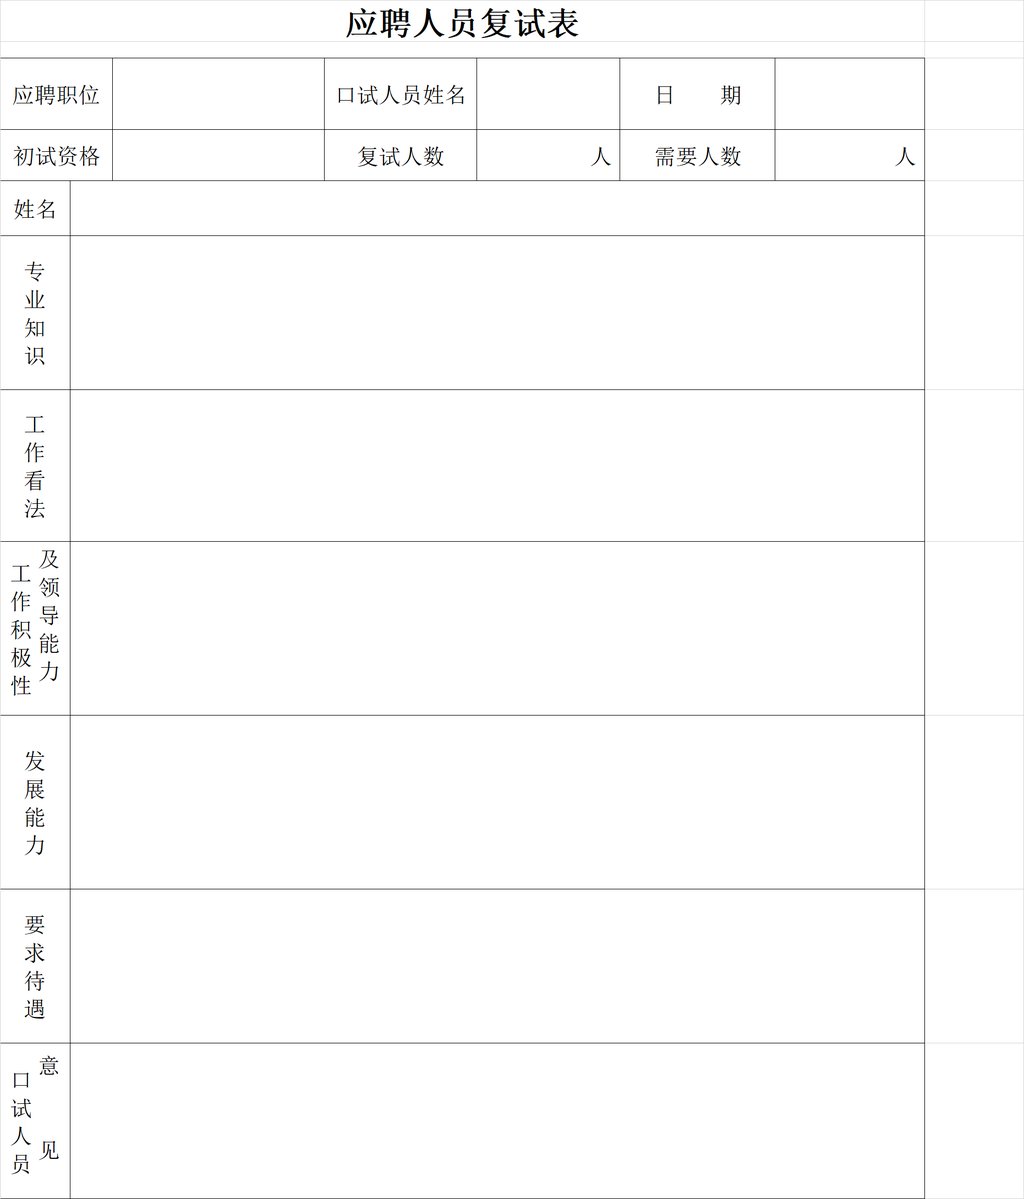 应聘人员复试表
应聘职位 口试人员姓名 日 期
初试资格 复试人数 人 需要人数 人
姓名
专业知识
工作看法
工作积极性
及领导能力
发展能力
要求待遇
口试人员
意见